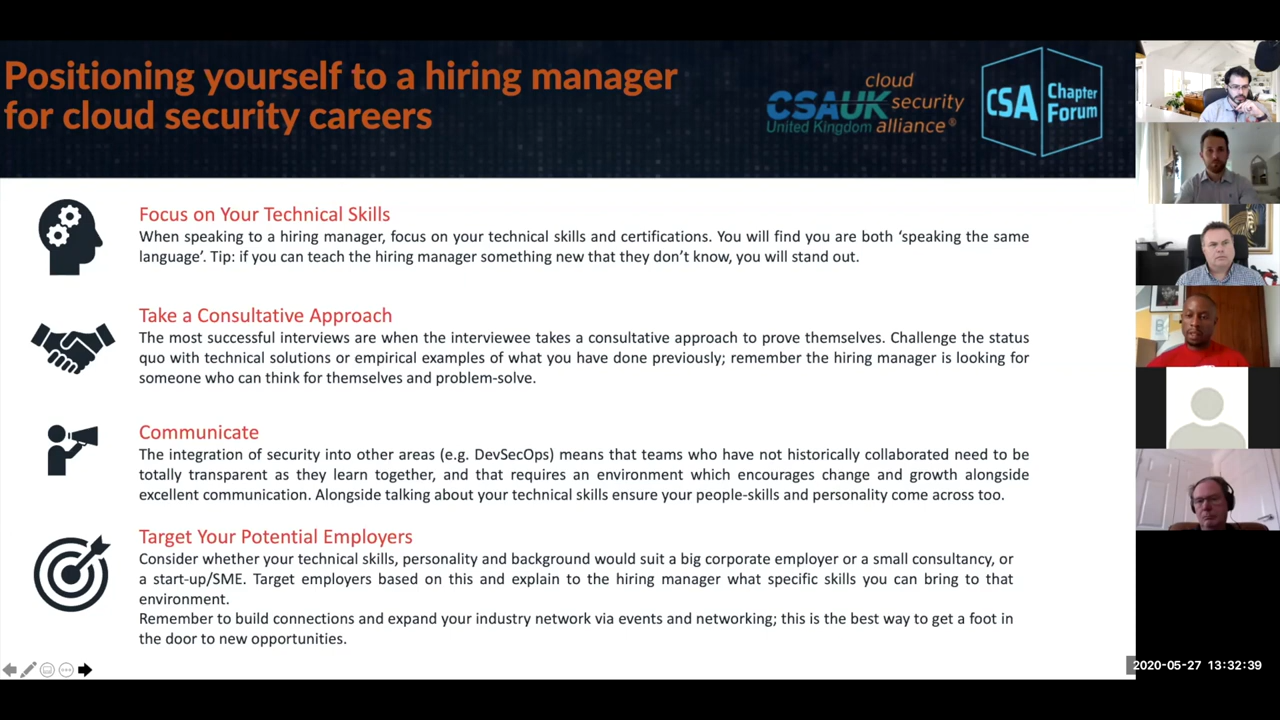 Positioning yourself to a hiring manager
for cloud security careers
cloud
CSAUK security
United Kingdom alliance®
CSA Chapter
Forum
Focus on Your Technical Skills
When speaking to a hiring manager, focus on your technical skills and certifications. You will find you are both ‘speaking the same
language’. Tip: if you can teach the hiring manager something new that they don’t know, you will stand out.
Take a Consultative Approach
The most successful interviews are when the interviewee takes a consultative approach to prove themselves. Challenge the status
quo with technical solutions or empirical examples of what you have done previously; remember the hiring manager is looking for
someone who can think for themselves and problem-solve.
Communicate
The integration of security into other areas (e.g. DevSecOps) means that teams who have not historically collaborated need to be
totally transparent as they learn together, and that requires an environment which encourages change and growth alongside
excellent communication. Alongside talking about your technical skills ensure your people-skills and personality come across too.
Target Your Potential Employers
Consider whether your technical skills, personality and background would suit a big corporate employer or a small consultancy, or
a start-up/SME. Target employers based on this and explain to the hiring manager what specific skills you can bring to that
environment.
Remember to build connections and expand your industry network via events and networking; this is the best way to get a foot in
the door to new opportunities.
2020-05-27 13:32:39